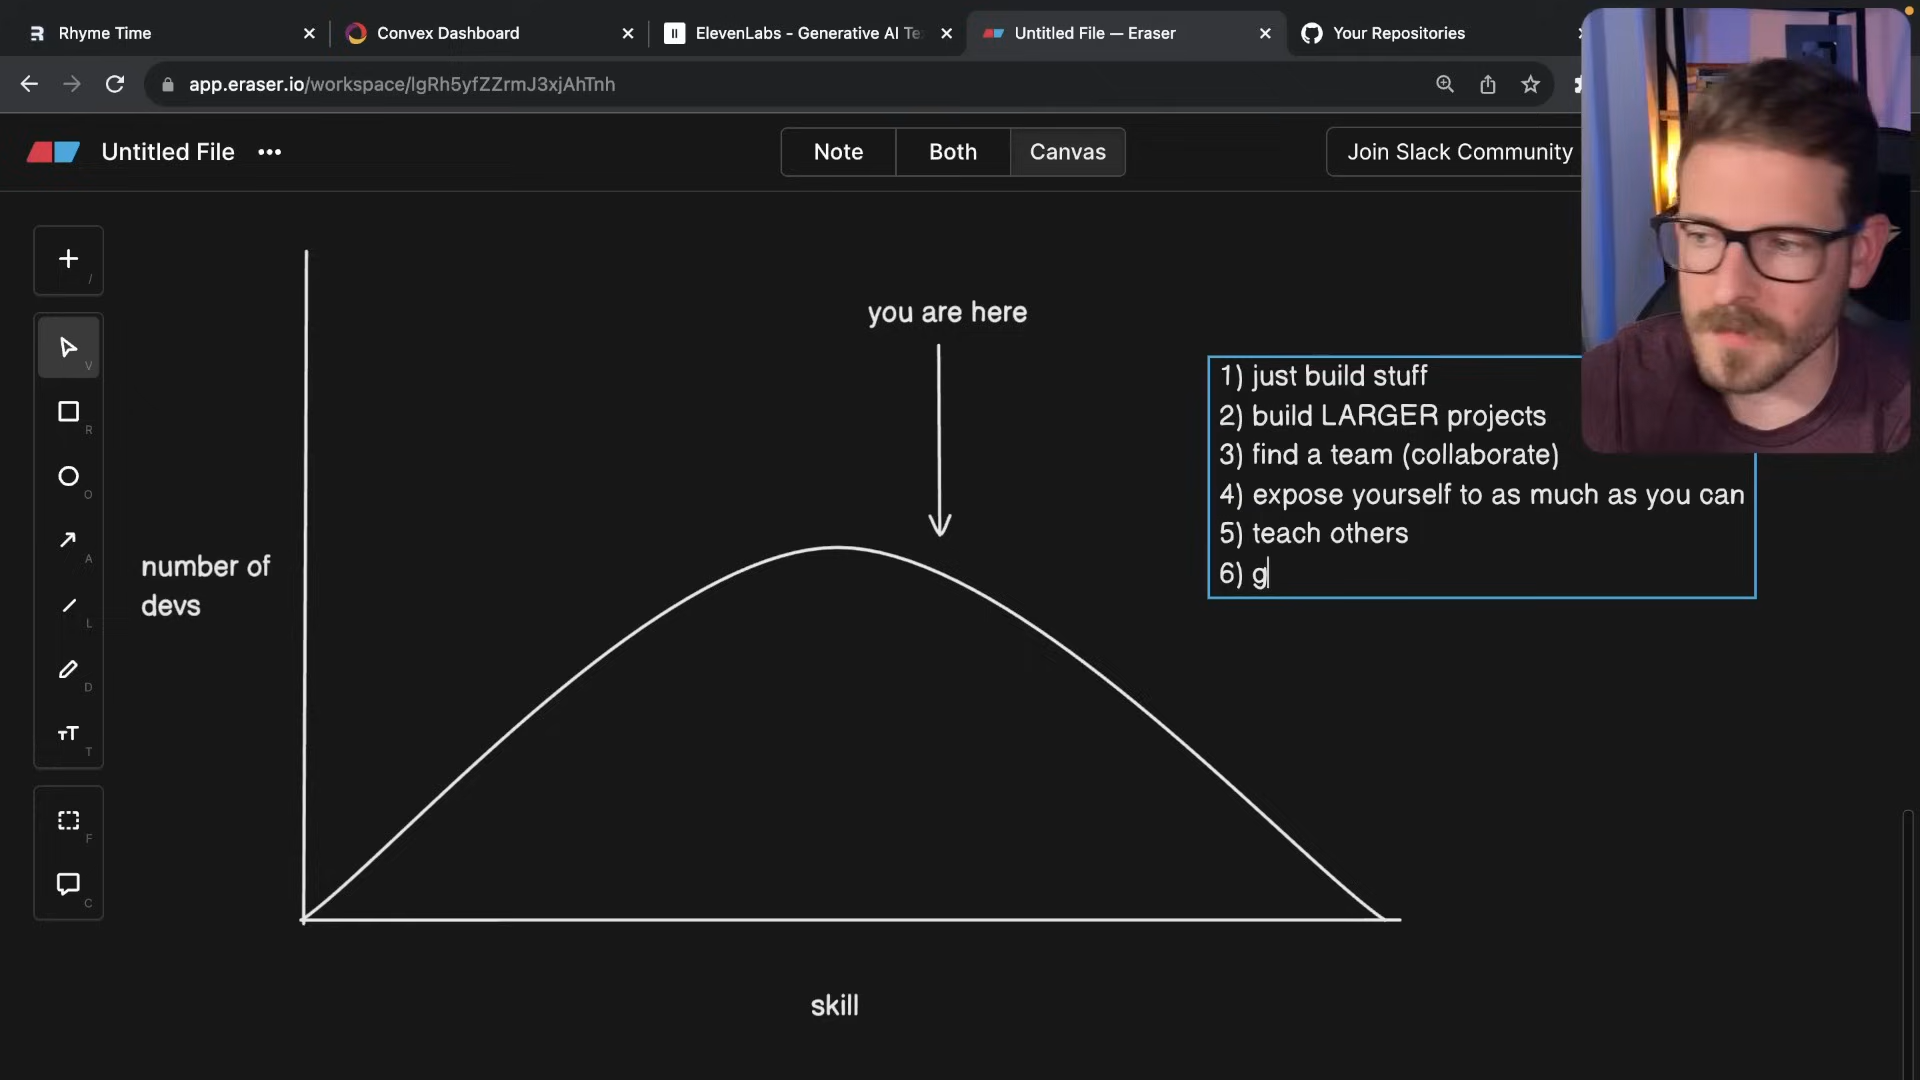 Rhyme Time
Convex Dashboard
ElevenLabs - Generative AI Te
Untitled File — Eraser
Your Repositories
app.eraser.io/workspace/lgRh5yfZZrmJ3xjAhTnh
Untitled File
Note
Both
Canvas
Join Slack Community
/
V
R
O
A
L
D
T
F
C
you are here
number of
devs
skill
1) just build stuff
2) build LARGER projects
3) find a team (collaborate)
4) expose yourself to as much as you can
5) teach others
6) g